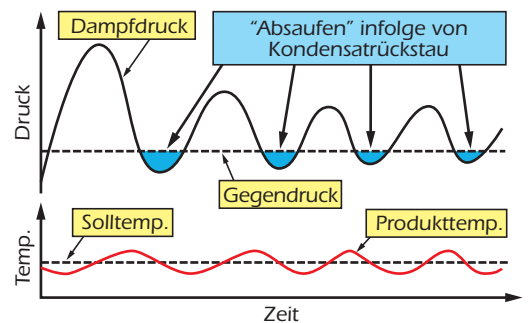 Dampfdruck
"Absaufen" infolge von
Kondensatrückstau
Druck
Gegendruck
Solltemp.
Produkttemp.
Temp.
Zeit